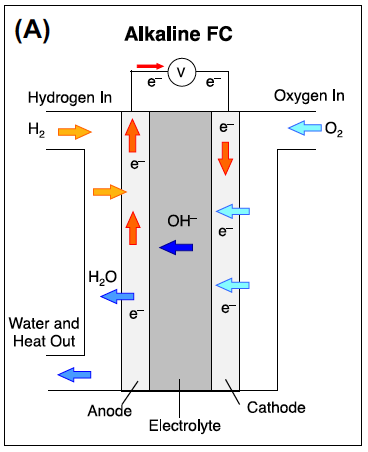 (A)
Alkaline FC
V
e⁻ e⁻
Hydrogen In
Oxygen In
H₂
e⁻
O₂
e⁻
OH⁻
e⁻
H₂O
e⁻
e⁻
Water and
Heat Out
Anode
Cathode
Electrolyte